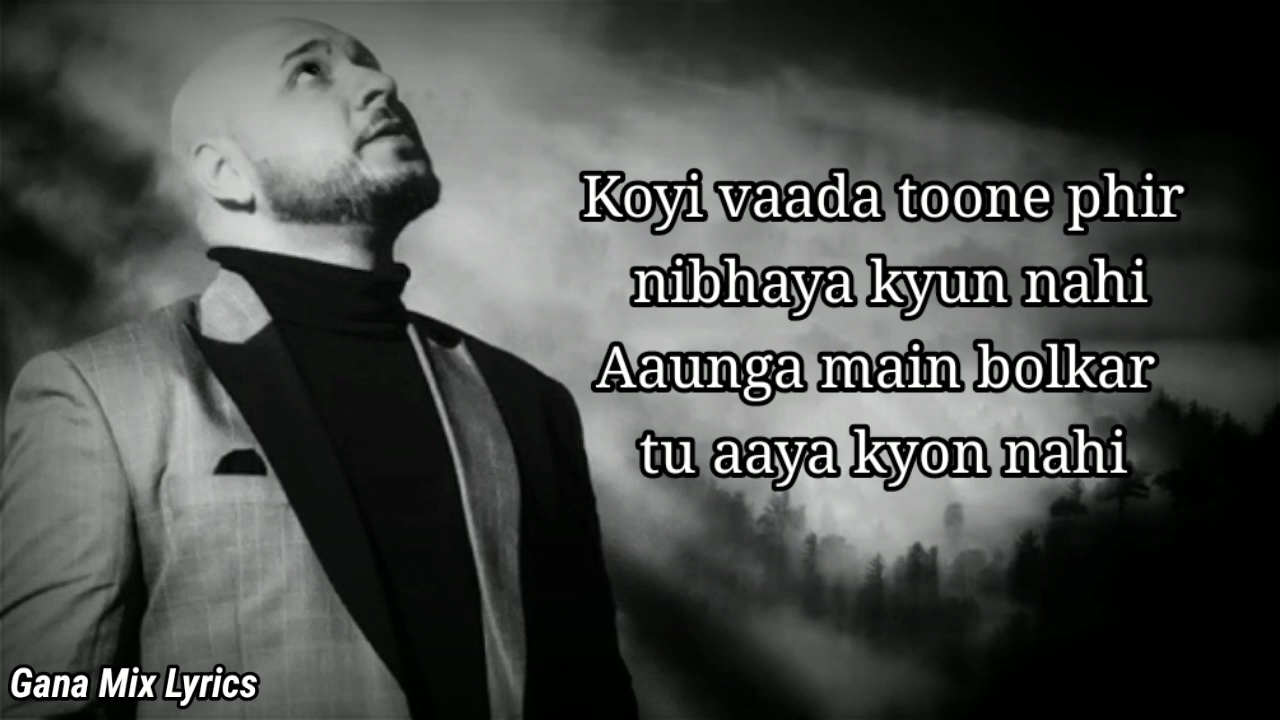 Koyi vaada toone phir
nibhaya kyun nahi
Aaunga main bolkar
tu aaya kyon nahi
Gana Mix Lyrics